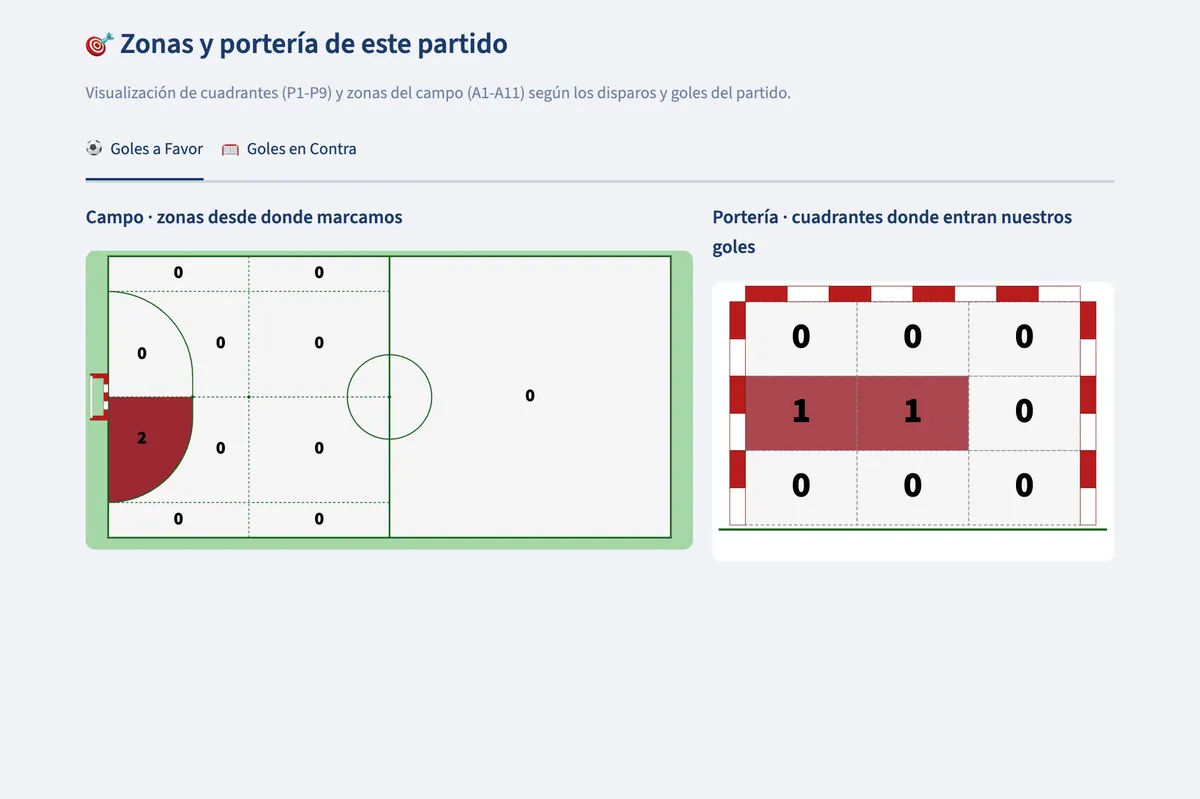 🎯 Zonas y portería de este partido
Visualización de cuadrantes (P1-P9) y zonas del campo (A1-A11) según los disparos y goles del partido.
⚽ Goles a Favor 🥅 Goles en Contra
Campo · zonas desde donde marcamos
0 0
0 0 0
0
2 0 0
0 0
Portería · cuadrantes donde entran nuestros
goles
0 0 0
1 1 0
0 0 0